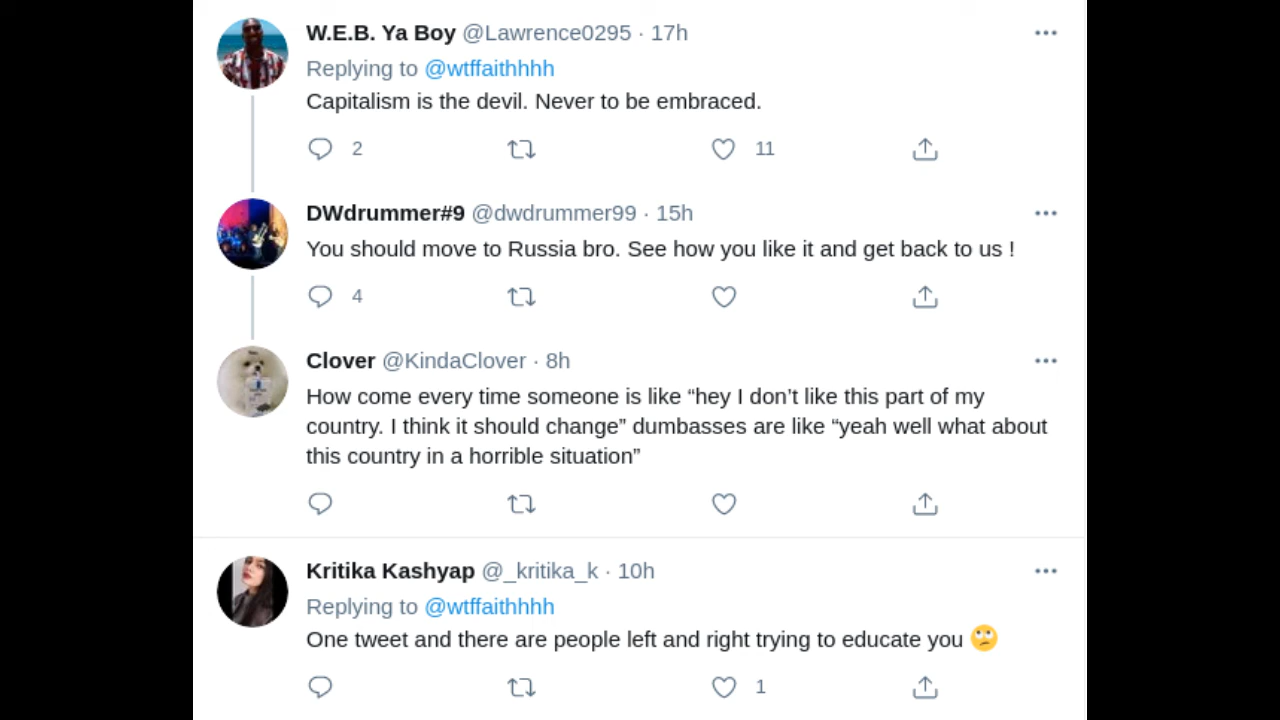 W.E.B. Ya Boy @Lawrence0295 · 17h
Replying to @wtffaithhhh
Capitalism is the devil. Never to be embraced.
2 11
DWdrummer#9 @dwdrummer99 · 15h
You should move to Russia bro. See how you like it and get back to us !
4
Clover @KindaClover · 8h
How come every time someone is like “hey I don’t like this part of my
country. I think it should change” dumbasses are like “yeah well what about
this country in a horrible situation”
Kritika Kashyap @_kritika_k · 10h
Replying to @wtffaithhhh
One tweet and there are people left and right trying to educate you 🙄
1